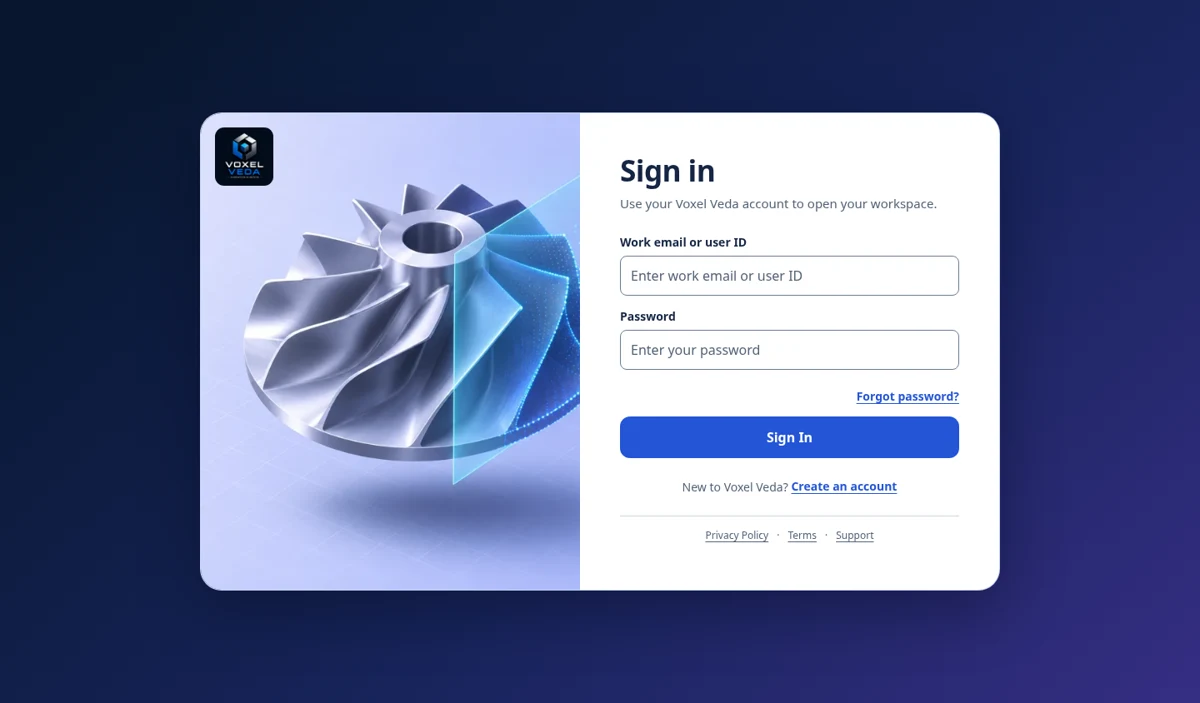 VOXEL
VEDA
Sign in
Use your Voxel Veda account to open your workspace.
Work email or user ID
Enter work email or user ID
Password
Enter your password
Forgot password?
Sign In
New to Voxel Veda? Create an account
Privacy Policy · Terms · Support